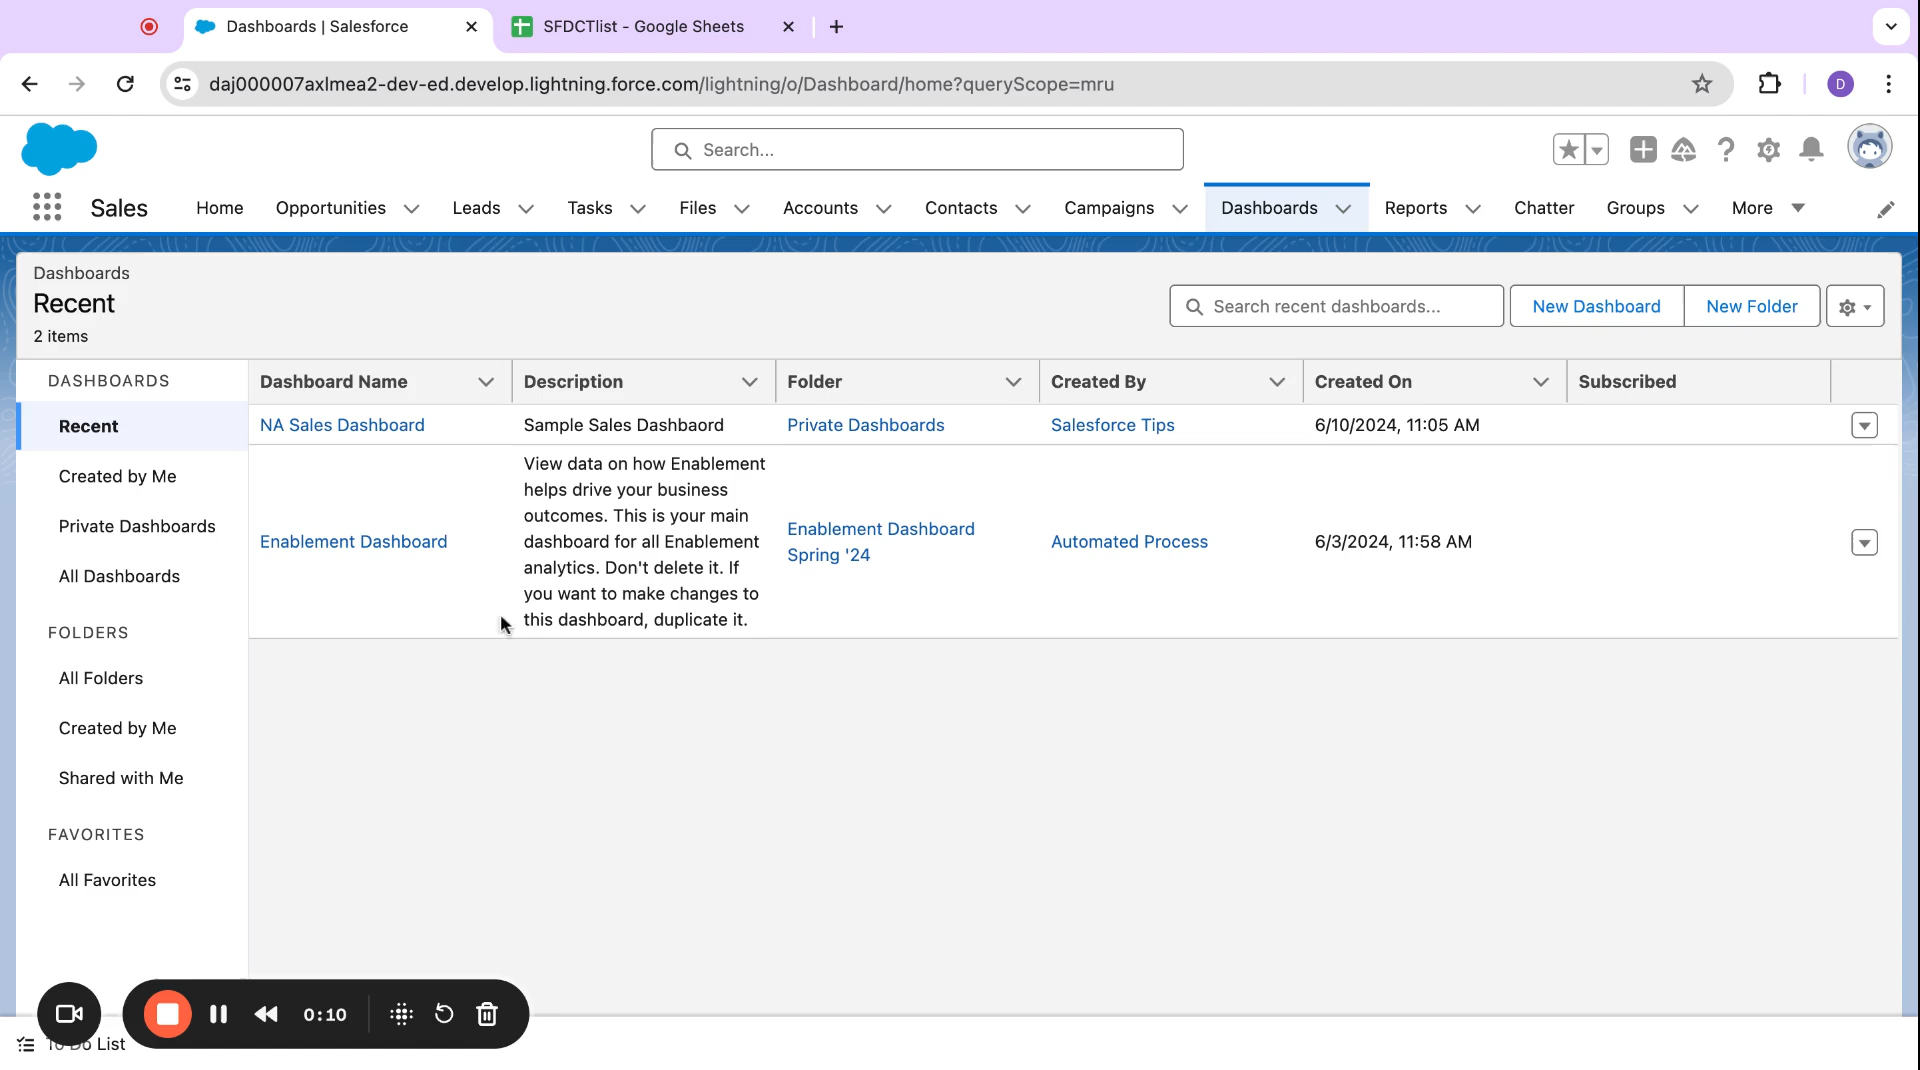 Dashboards | Salesforce
SFDCTlist - Google Sheets
daj000007axlmea2-dev-ed.develop.lightning.force.com/lightning/o/Dashboard/home?queryScope=mru
D
Search...
Sales
Home
Opportunities
Leads
Tasks
Files
Accounts
Contacts
Campaigns
Dashboards
Reports
Chatter
Groups
More
Dashboards
Recent
2 items
Search recent dashboards...
New Dashboard
New Folder
DASHBOARDS
Recent
Created by Me
Private Dashboards
All Dashboards
FOLDERS
All Folders
Created by Me
Shared with Me
FAVORITES
All Favorites
Dashboard Name
Description
Folder
Created By
Created On
Subscribed
NA Sales Dashboard
Sample Sales Dashbaord
Private Dashboards
Salesforce Tips
6/10/2024, 11:05 AM
Enablement Dashboard
View data on how Enablement
helps drive your business
outcomes. This is your main
dashboard for all Enablement
analytics. Don't delete it. If
you want to make changes to
this dashboard, duplicate it.
Enablement Dashboard
Spring '24
Automated Process
6/3/2024, 11:58 AM
0:10
To Do List